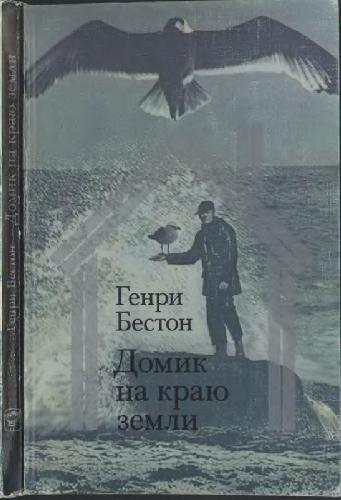 Генри Бестон Домик на краю земли
Генри
Бестон
Домик
на краю
земли